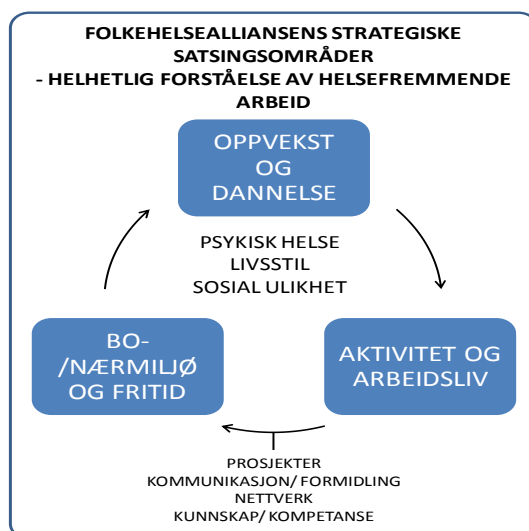 FOLKEHELSEALLIANSENS STRATEGISKE
SATSINGSOMRÅDER
- HELHETLIG FORSTÅELSE AV HELSEFREMMENDE
ARBEID
OPPVEKST
OG
DANNELSE
PSYKISK HELSE
LIVSSTIL
SOSIAL ULIKHET
BO-
/NÆRMILJØ
OG FRITID
AKTIVITET OG
ARBEIDSLIV
PROSJEKTER
KOMMUNIKASJON/ FORMIDLING
NETTVERK
KUNNSKAP/ KOMPETANSE